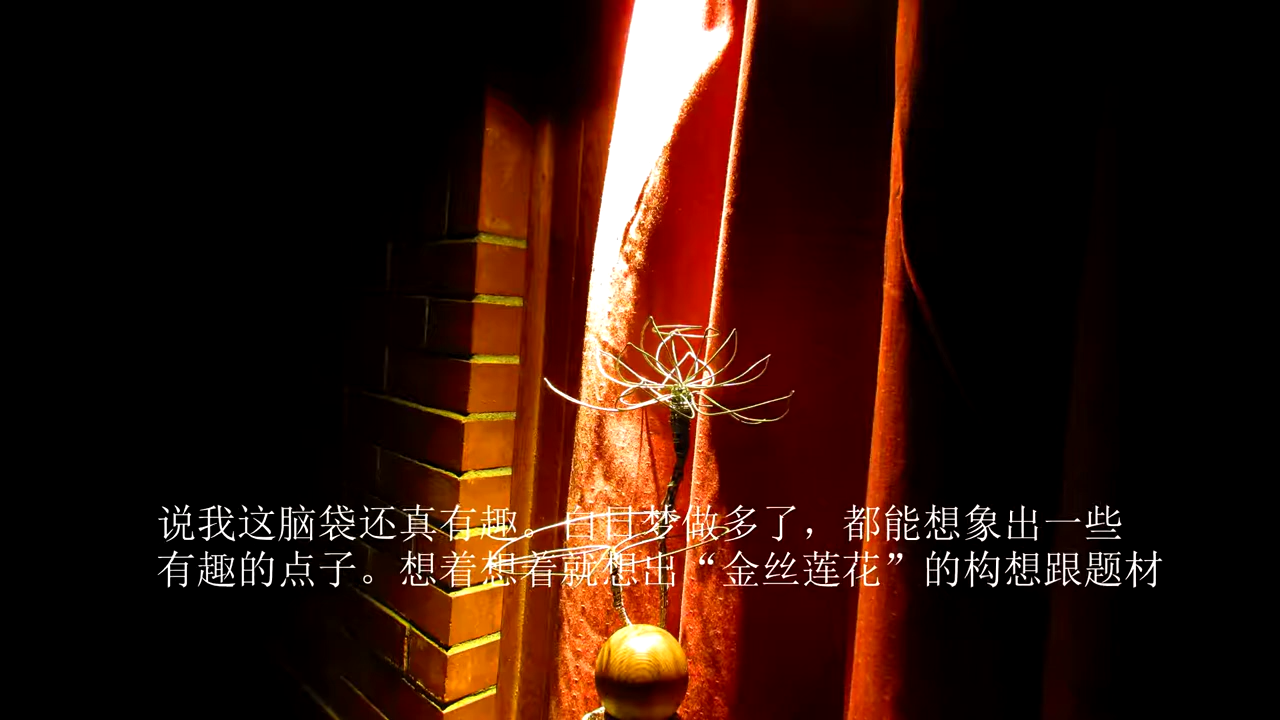 说我这脑袋还真有趣。白日梦做多了，都能想象出一些
有趣的点子。想着想着就想出“金丝莲花”的构想跟题材